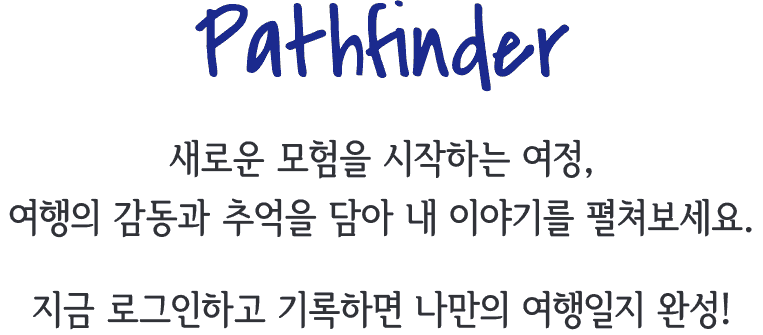 Pathfinder
새로운 모험을 시작하는 여정,
여행의 감동과 추억을 담아 내 이야기를 펼쳐보세요.
지금 로그인하고 기록하면 나만의 여행일지 완성!